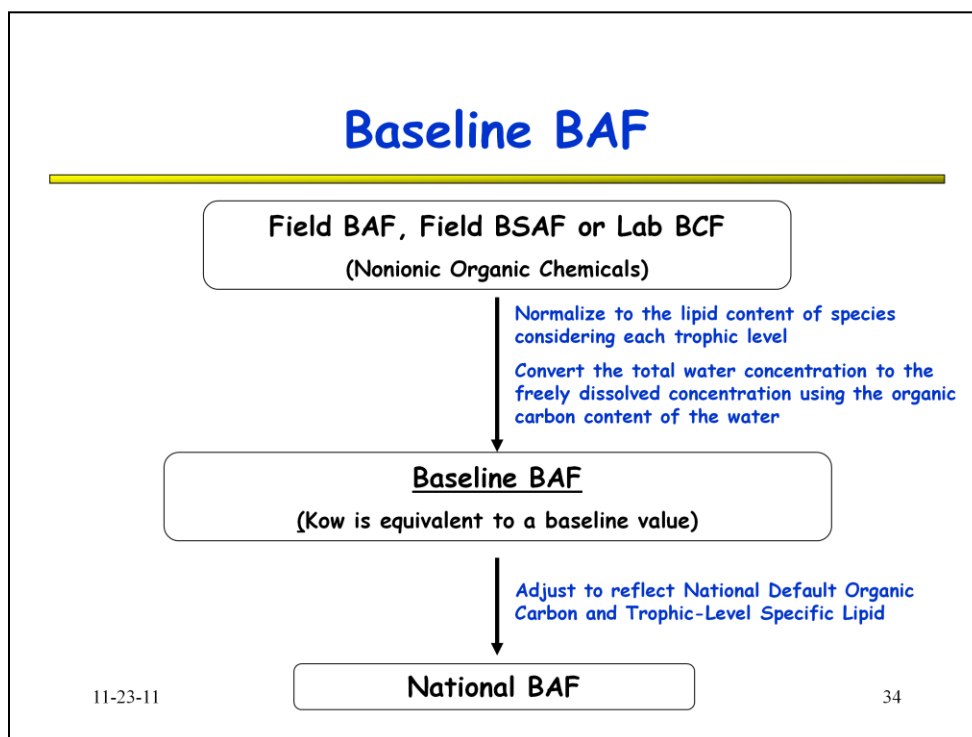 Baseline BAF
Field BAF, Field BSAF or Lab BCF
(Nonionic Organic Chemicals)
Normalize to the lipid content of species
considering each trophic level
Convert the total water concentration to the
freely dissolved concentration using the organic
carbon content of the water
Baseline BAF
(Kow is equivalent to a baseline value)
Adjust to reflect National Default Organic
Carbon and Trophic-Level Specific Lipid
National BAF
11-23-11
34